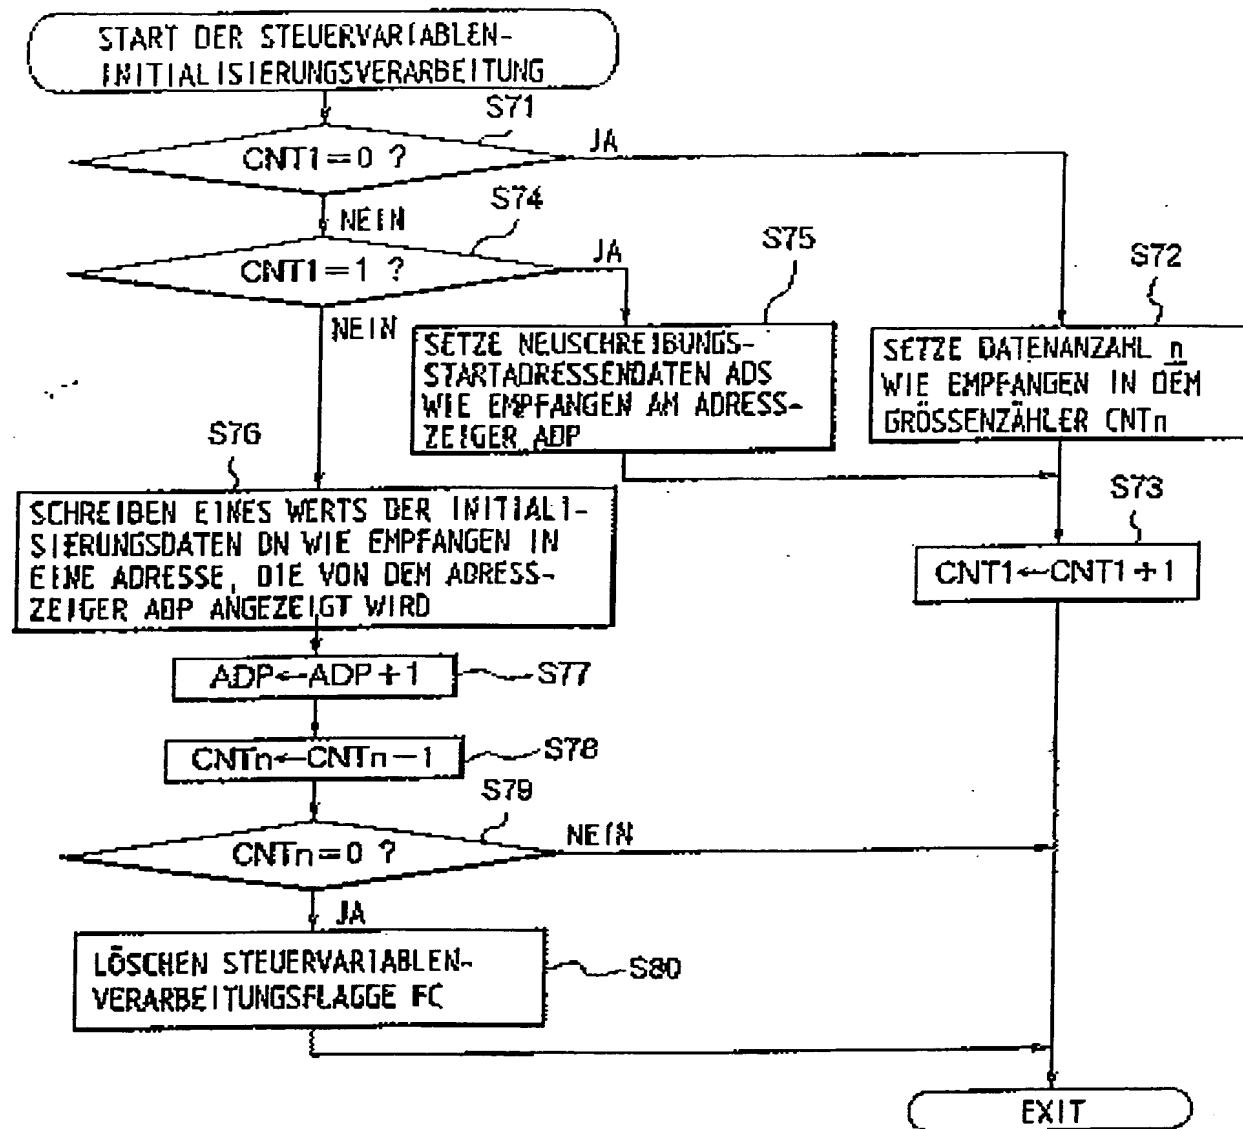 START DER STEUERVARIABLEN-
INITIALISIERUNGSVERARBEITUNG
S71
CNT1=0 ?
JA
NEIN
S74
CNT1=1 ?
JA
NEIN
S75
SETZE NEUSCHREIBUNGS-
STARTADRESSENDATEN ADS
WIE EMPFANGEN AM ADRESS-
ZEIGER ADP
S72
SETZE DATENANZAHL n
WIE EMPFANGEN IN DEM
GRÖSSENZÄHLER CNTn
S73
CNT1←CNT1+1
S76
SCHREIBEN EINES WERTS DER INITIALI-
SIERUNGSDATEN DN WIE EMPFANGEN IN
EINE ADRESSE, DIE VON DEM ADRESS-
ZEIGER ADP ANGEZEIGT WIRD
ADP←ADP+1
S77
CNTn←CNTn−1
S78
S79
CNTn=0 ?
NEIN
JA
LÖSCHEN STEUERVARIABLEN-
VERARBEITUNGSFLAGGE FC
S80
EXIT